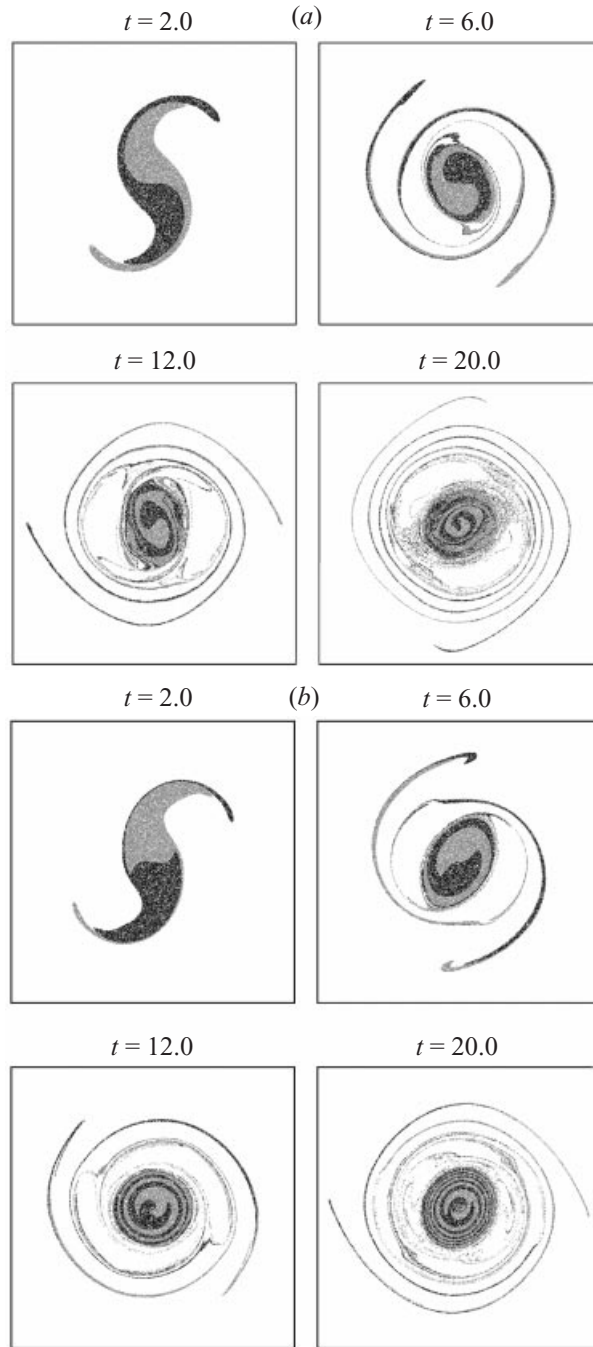 (a)
t = 2.0 t = 6.0
t = 12.0 t = 20.0
(b)
t = 2.0 t = 6.0
t = 12.0 t = 20.0